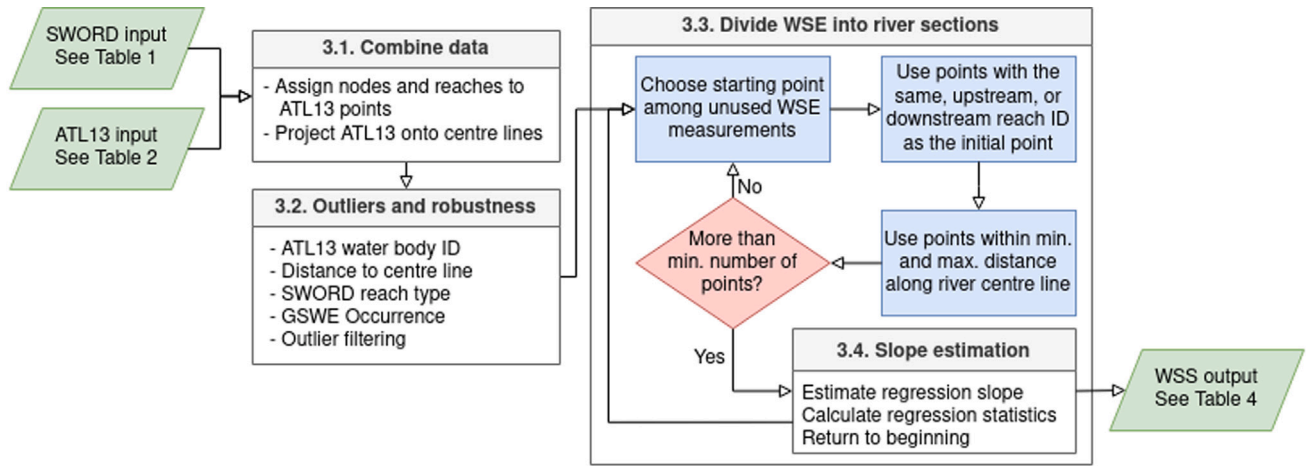 SWORD input
See Table 1
ATL13 input
See Table 2
3.1. Combine data
- Assign nodes and reaches to
ATL13 points
- Project ATL13 onto centre lines
3.2. Outliers and robustness
- ATL13 water body ID
- Distance to centre line
- SWORD reach type
- GSWE Occurrence
- Outlier filtering
3.3. Divide WSE into river sections
Choose starting point
among unused WSE
measurements
Use points with the
same, upstream, or
downstream reach ID
as the initial point
Use points within min.
and max. distance
along river centre line
More than
min. number of
points?
No
Yes
3.4. Slope estimation
Estimate regression slope
Calculate regression statistics
Return to beginning
WSS output
See Table 4